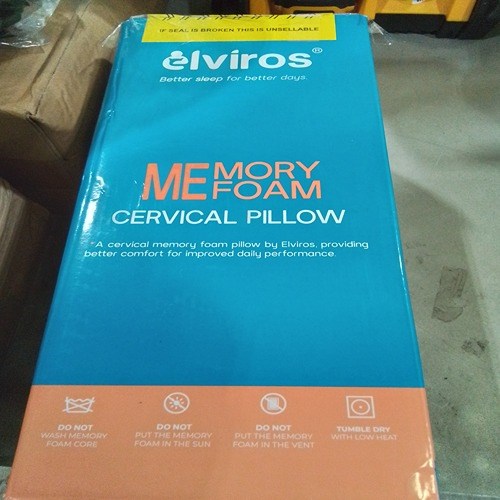 IF SEAL IS BROKEN THIS IS UNSELLABLE
elviros®
Better sleep for better days.
MEMORY
FOAM
CERVICAL PILLOW
A cervical memory foam pillow by Elviros, providing
better comfort for improved daily performance.
DO NOT
WASH MEMORY
FOAM CORE
DO NOT
PUT THE MEMORY
FOAM IN THE SUN
DO NOT
PUT THE MEMORY
FOAM IN THE VENT
TUMBLE DRY
WITH LOW HEAT